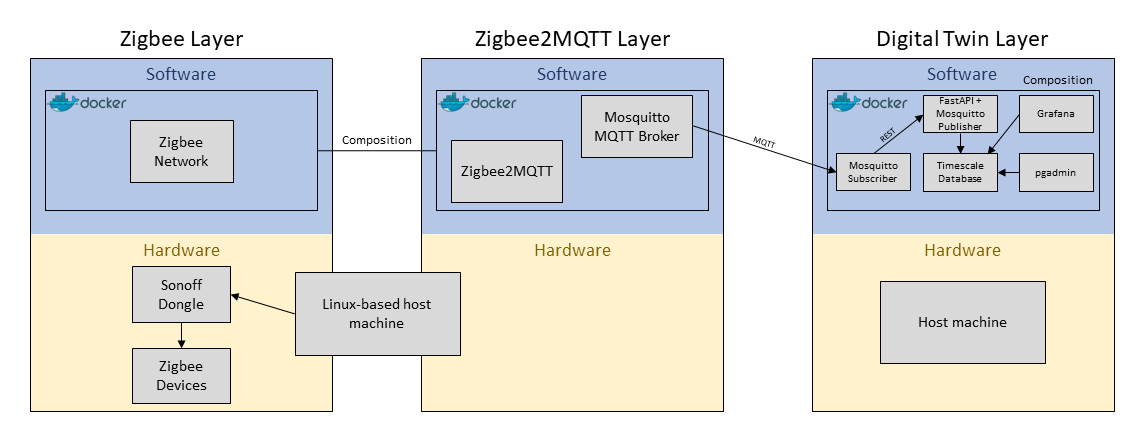 Zigbee Layer
Zigbee2MQTT Layer
Digital Twin Layer
Software
docker
Zigbee
Network
Composition
Software
docker
Mosquitto
MQTT Broker
Zigbee2MQTT
MQTT
Software
Composition
docker
FastAPI +
Mosquitto
Publisher
Grafana
REST
Mosquitto
Subscriber
Timescale
Database
pgadmin
Hardware
Sonoff
Dongle
Zigbee
Devices
Linux-based host
machine
Hardware
Hardware
Host machine